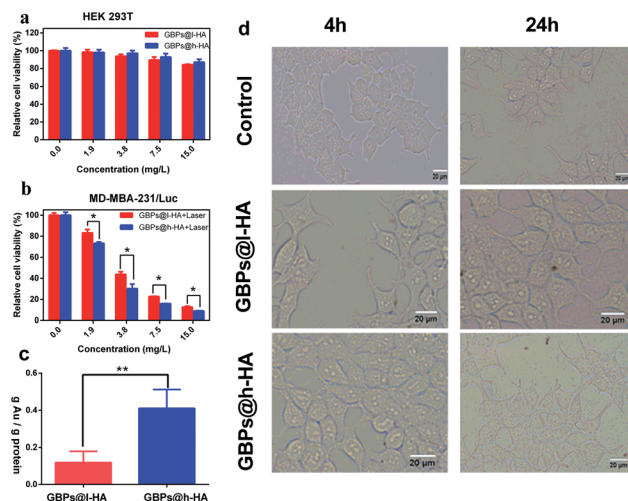 a
HEK 293T
Relative cell viability (%)
120
100
80
60
40
20
0
GBPs@l-HA
GBPs@h-HA
0.0
1.9
3.8
7.5
15.0
Concentration (mg/L)
b
MD-MBA-231/Luc
Relative cell viability (%)
100
80
60
40
20
0
GBPs@l-HA+Laser
GBPs@h-HA+Laser
*
*
*
*
0.0
1.9
3.8
7.5
15.0
Concentration (mg/L)
c
g Au / g protein
0.6
0.4
0.2
0.0
**
GBPs@l-HA
GBPs@h-HA
d
4h
24h
Control
20 μm
20 μm
GBPs@l-HA
20 μm
20 μm
GBPs@h-HA
20 μm
20 μm